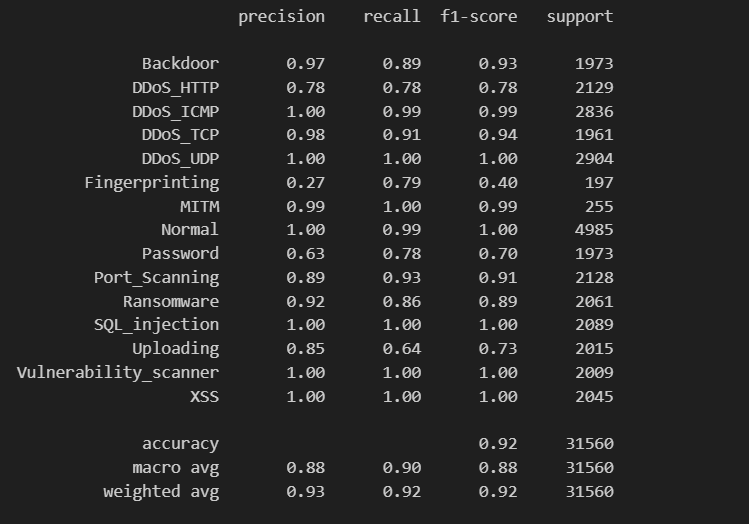 precision recall f1-score support
Backdoor 0.97 0.89 0.93 1973
DDoS_HTTP 0.78 0.78 0.78 2129
DDoS_ICMP 1.00 0.99 0.99 2836
DDoS_TCP 0.98 0.91 0.94 1961
DDoS_UDP 1.00 1.00 1.00 2904
Fingerprinting 0.27 0.79 0.40 197
MITM 0.99 1.00 0.99 255
Normal 1.00 0.99 1.00 4985
Password 0.63 0.78 0.70 1973
Port_Scanning 0.89 0.93 0.91 2128
Ransomware 0.92 0.86 0.89 2061
SQL_injection 1.00 1.00 1.00 2089
Uploading 0.85 0.64 0.73 2015
Vulnerability_scanner 1.00 1.00 1.00 2009
XSS 1.00 1.00 1.00 2045
accuracy 0.92 31560
macro avg 0.88 0.90 0.88 31560
weighted avg 0.93 0.92 0.92 31560